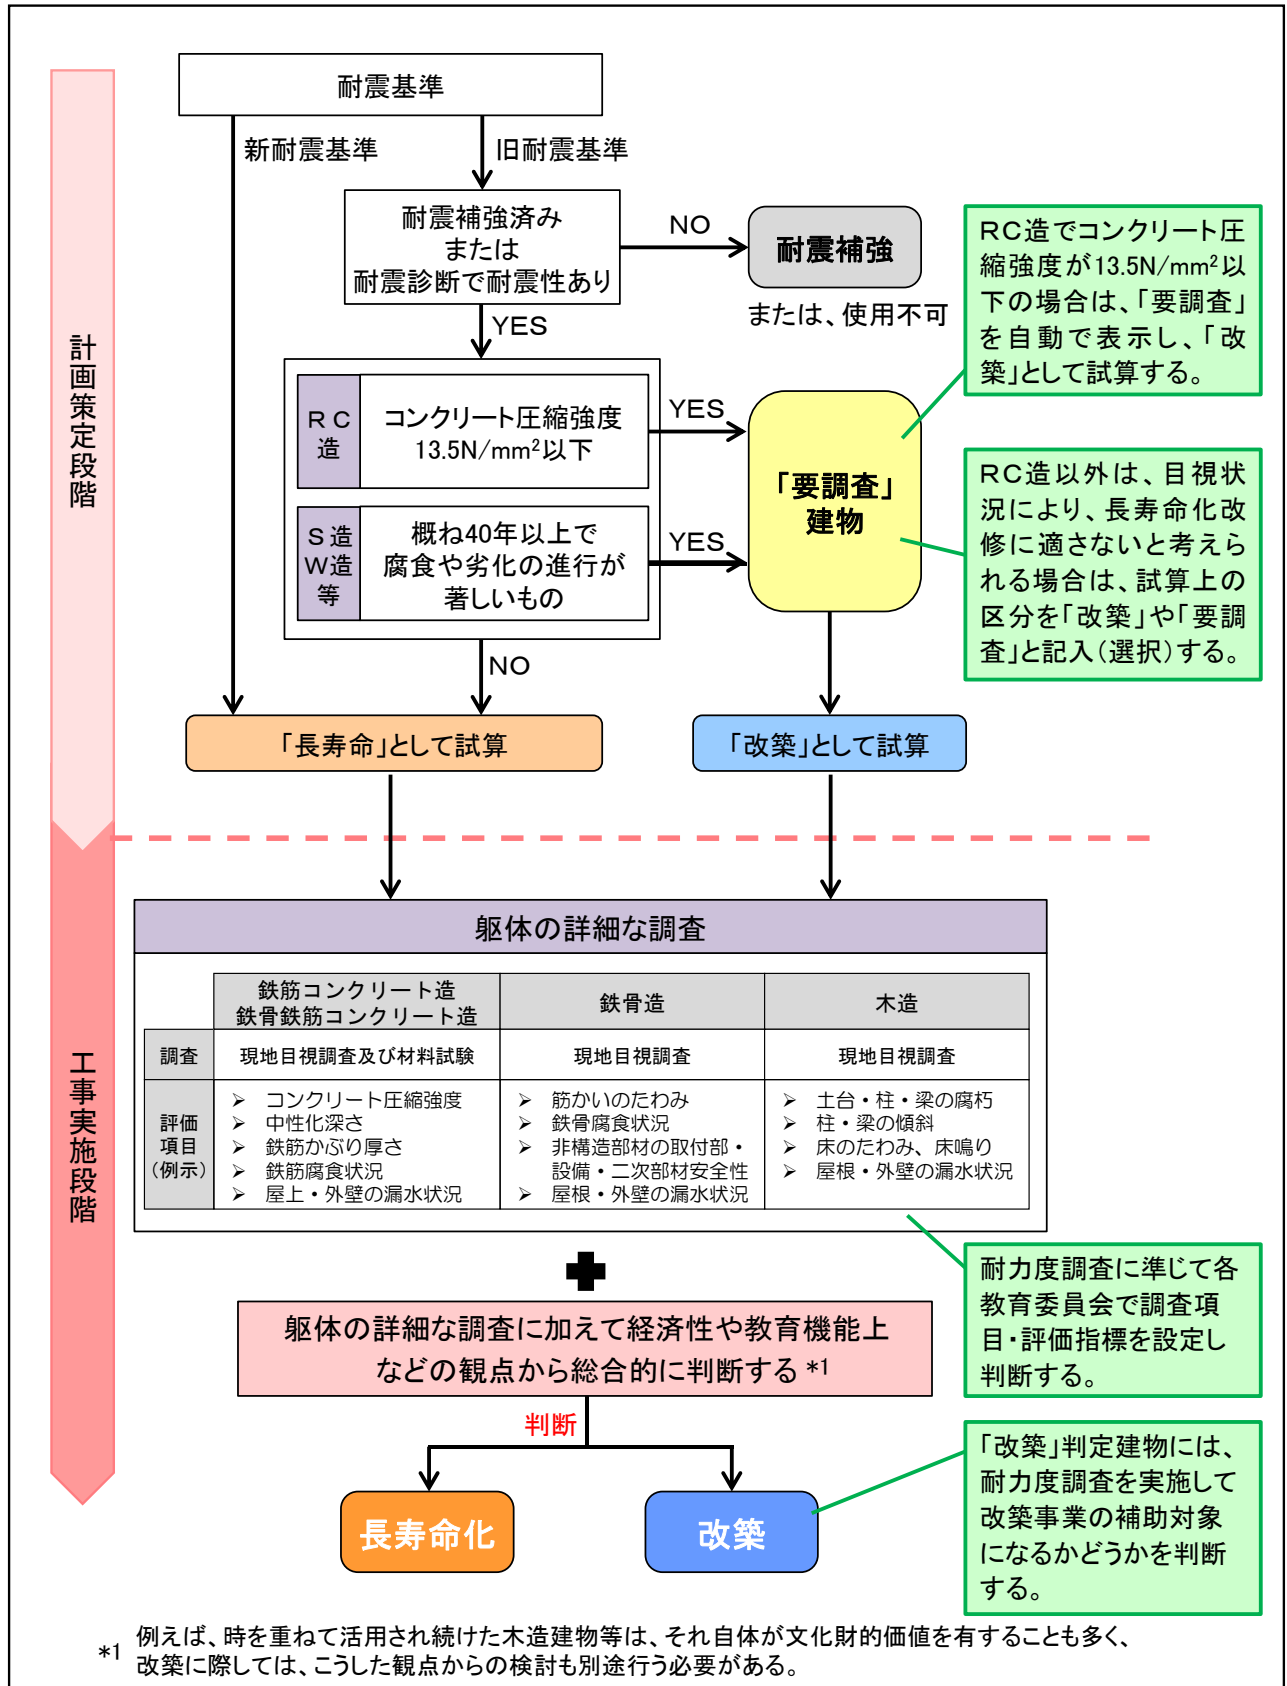 耐震基準
新耐震基準
旧耐震基準
耐震補強済み
または
耐震診断で耐震性あり
NO
耐震補強
または、使用不可
YES
RC造でコンクリート圧
縮強度が13.5N/mm²以
下の場合は、「要調査」
を自動で表示し、「改
築」として試算する。
計画策定段階
RC
造
コンクリート圧縮強度
13.5N/mm²以下
YES
S造
W造
等
概ね40年以上で
腐食や劣化の進行が
著しいもの
YES
「要調査」
建物
RC造以外は、目視状
況により、長寿命化改
修に適さないと考えら
れる場合は、試算上の
区分を「改築」や「要調
査」と記入(選択)する。
NO
「長寿命」として試算
「改築」として試算
工事実施段階
躯体の詳細な調査
鉄筋コンクリート造
鉄骨鉄筋コンクリート造
鉄骨造
木造
調査
現地目視調査及び材料試験
現地目視調査
現地目視調査
評価
項目
(例示)
➢ コンクリート圧縮強度
➢ 中性化深さ
➢ 鉄筋かぶり厚さ
➢ 鉄筋腐食状況
➢ 屋上・外壁の漏水状況
➢ 筋かいのたわみ
➢ 鉄骨腐食状況
➢ 非構造部材の取付部・
設備・二次部材安全性
➢ 屋根・外壁の漏水状況
➢ 土台・柱・梁の腐朽
➢ 柱・梁の傾斜
➢ 床のたわみ、床鳴り
➢ 屋根・外壁の漏水状況
耐力度調査に準じて各
教育委員会で調査項
目・評価指標を設定し
判断する。
躯体の詳細な調査に加えて経済性や教育機能上
などの観点から総合的に判断する *1
判断
長寿命化
改築
「改築」判定建物には、
耐力度調査を実施して
改築事業の補助対象
になるかどうかを判断
する。
*1 例えば、時を重ねて活用され続けた木造建物等は、それ自体が文化財的価値を有することも多く、
改築に際しては、こうした観点からの検討も別途行う必要がある。